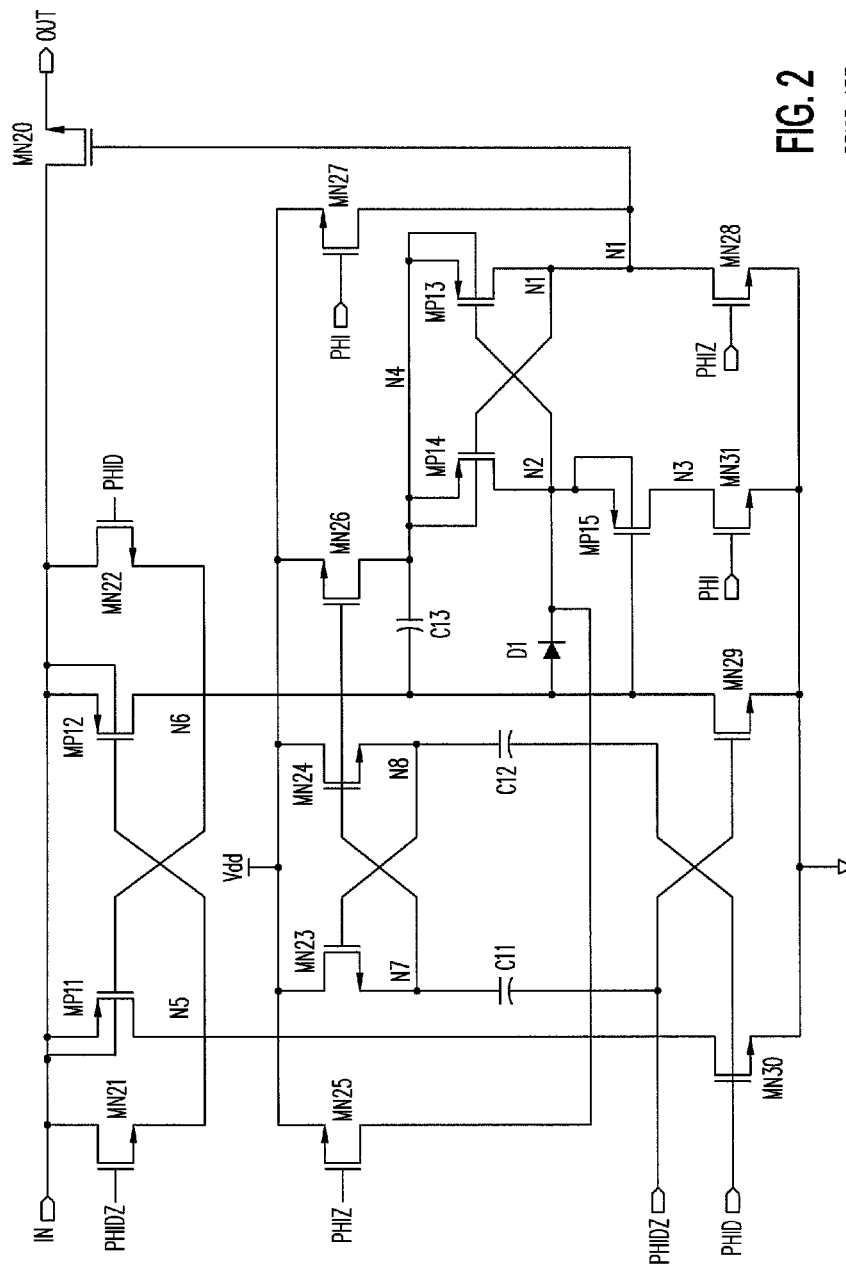 IN
MN20
OUT
PHIDZ
MN21
MP11
N5
MP12
N6
MN22
PHID
Vdd
PHIZ
MN25
MN23
N7
MN24
N8
MN26
N4
PHI
MN27
C11
C12
C13
D1
MP14
N2
MP13
N1
N1
MP15
N3
PHIDZ
PHID
MN30
MN29
PHI
MN31
PHIZ
MN28
FIG. 2